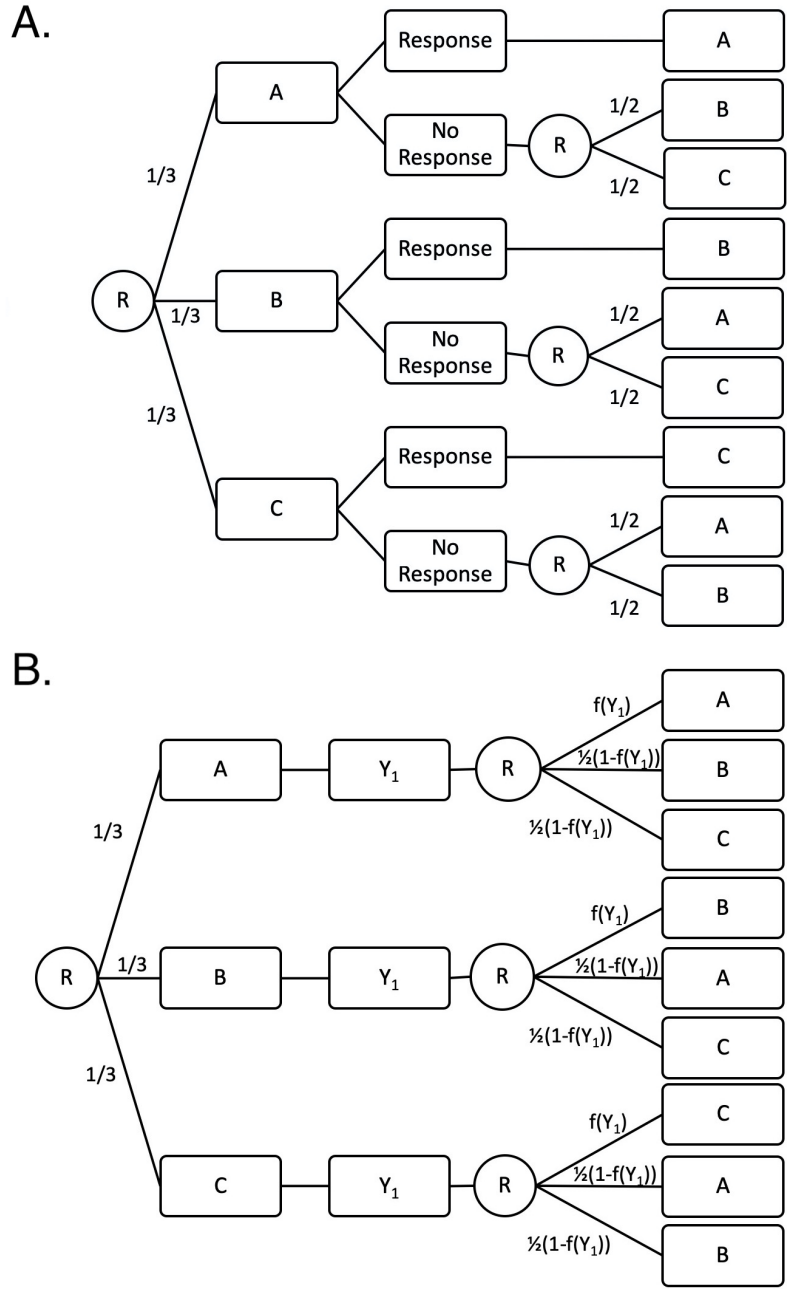 A.
Response
A
A
1/2
B
No
Response
R
1/2
C
1/3
Response
B
R
1/3
B
1/2
A
No
Response
R
1/2
C
1/3
Response
C
C
1/2
A
No
Response
R
1/2
B
B.
f(Y₁)
A
A
Y₁
R
½(1-f(Y₁))
B
½(1-f(Y₁))
C
1/3
f(Y₁)
B
R
1/3
B
Y₁
R
½(1-f(Y₁))
A
½(1-f(Y₁))
C
1/3
f(Y₁)
C
C
Y₁
R
½(1-f(Y₁))
A
½(1-f(Y₁))
B